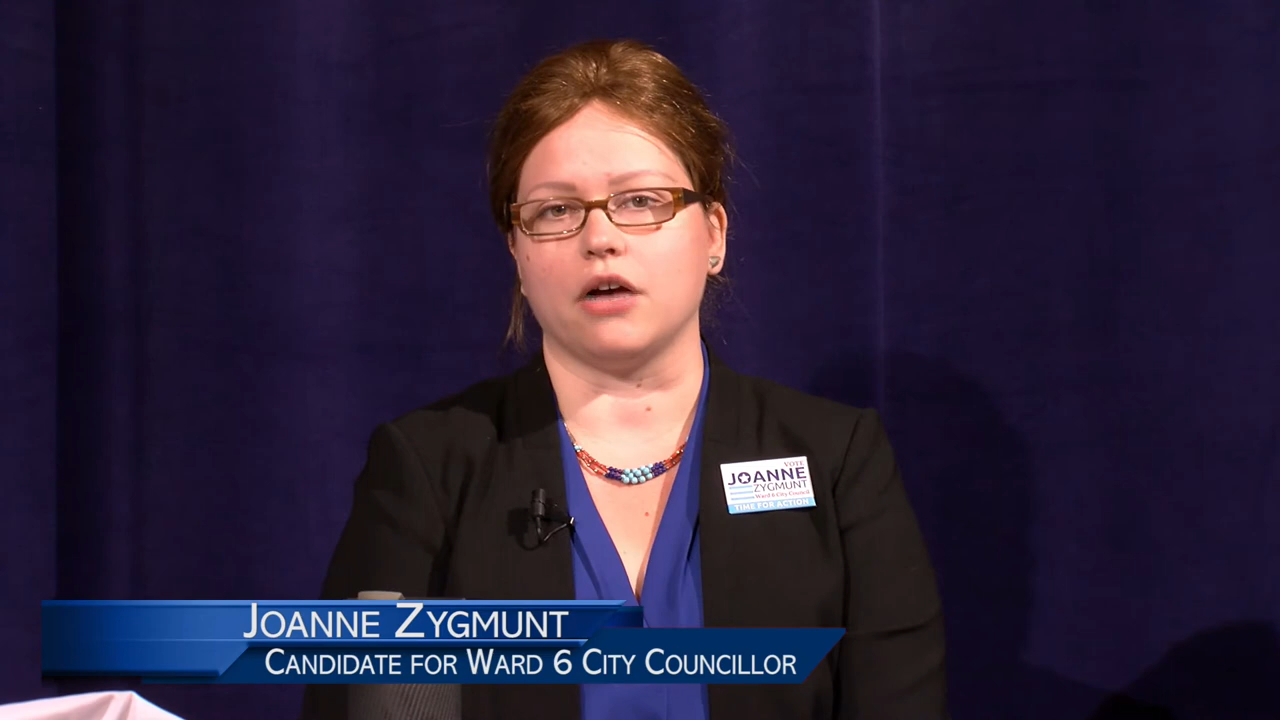 VOTE
JOANNE
ZYGMUNT
Ward 6 City Council
TIME FOR ACTION
JOANNE ZYGMUNT
CANDIDATE FOR WARD 6 CITY COUNCILLOR